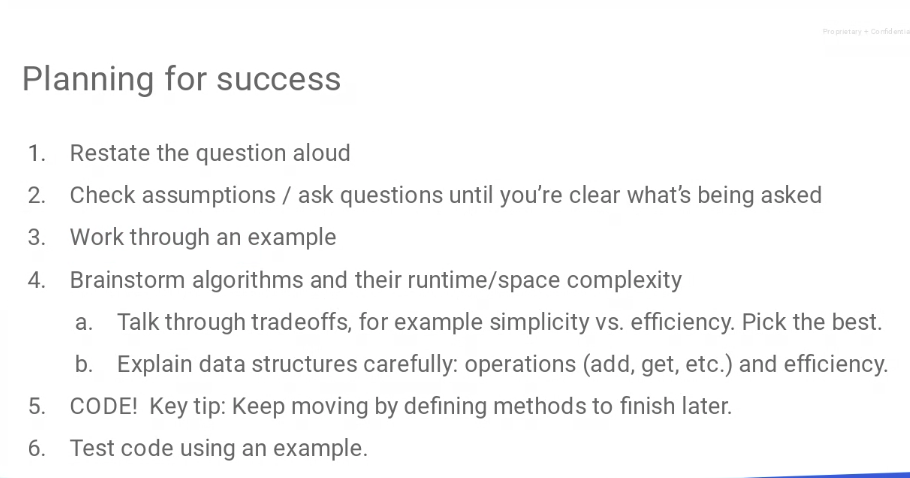 Proprietary + Confidential
Planning for success
1. Restate the question aloud
2. Check assumptions / ask questions until you're clear what's being asked
3. Work through an example
4. Brainstorm algorithms and their runtime/space complexity
a. Talk through tradeoffs, for example simplicity vs. efficiency. Pick the best.
b. Explain data structures carefully: operations (add, get, etc.) and efficiency.
5. CODE!  Key tip: Keep moving by defining methods to finish later.
6. Test code using an example.